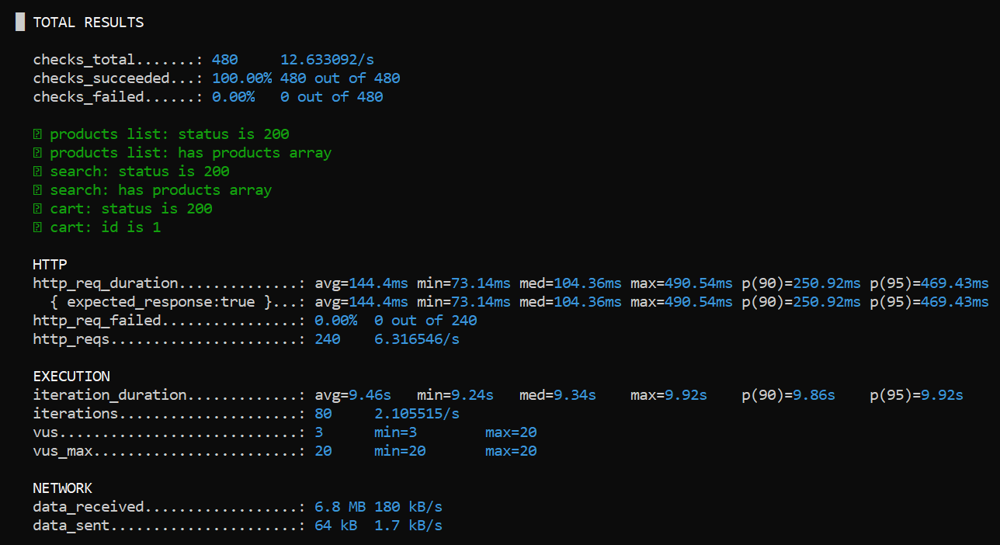 █ TOTAL RESULTS
checks_total.......: 480     12.633092/s
checks_succeeded...: 100.00% 480 out of 480
checks_failed......: 0.00%   0 out of 480
⍰ products list: status is 200
⍰ products list: has products array
⍰ search: status is 200
⍰ search: has products array
⍰ cart: status is 200
⍰ cart: id is 1
HTTP
http_req_duration..............: avg=144.4ms min=73.14ms med=104.36ms max=490.54ms p(90)=250.92ms p(95)=469.43ms
{ expected_response:true }...: avg=144.4ms min=73.14ms med=104.36ms max=490.54ms p(90)=250.92ms p(95)=469.43ms
http_req_failed................: 0.00%  0 out of 240
http_reqs......................: 240    6.316546/s
EXECUTION
iteration_duration.............: avg=9.46s   min=9.24s   med=9.34s    max=9.92s    p(90)=9.86s    p(95)=9.92s
iterations.....................: 80     2.105515/s
vus............................: 3      min=3        max=20
vus_max........................: 20     min=20       max=20
NETWORK
data_received..................: 6.8 MB 180 kB/s
data_sent......................: 64 kB  1.7 kB/s